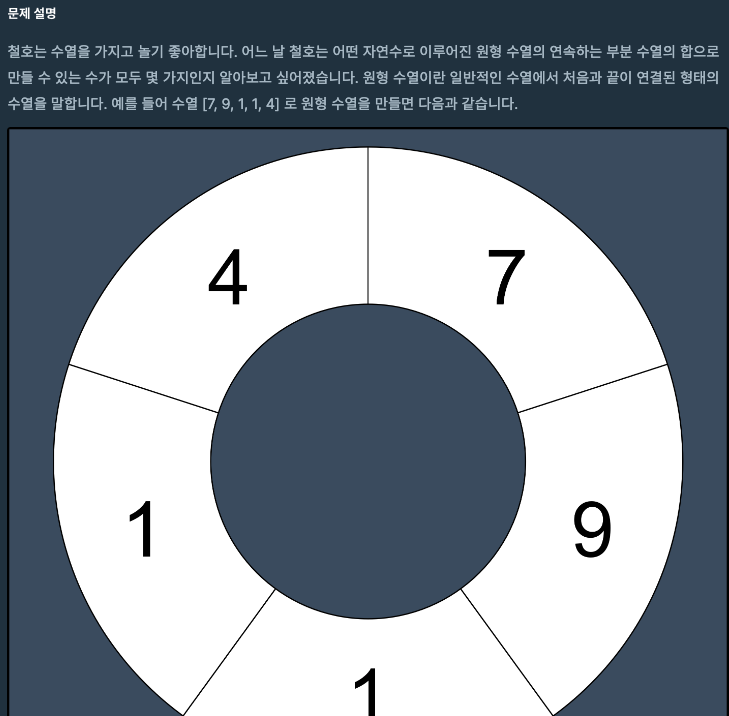 문제 설명
철호는 수열을 가지고 놀기 좋아합니다. 어느 날 철호는 어떤 자연수로 이루어진 원형 수열의 연속하는 부분 수열의 합으로
만들 수 있는 수가 모두 몇 가지인지 알아보고 싶어졌습니다. 원형 수열이란 일반적인 수열에서 처음과 끝이 연결된 형태의
수열을 말합니다. 예를 들어 수열 [7, 9, 1, 1, 4] 로 원형 수열을 만들면 다음과 같습니다.
4 7
1 9
1